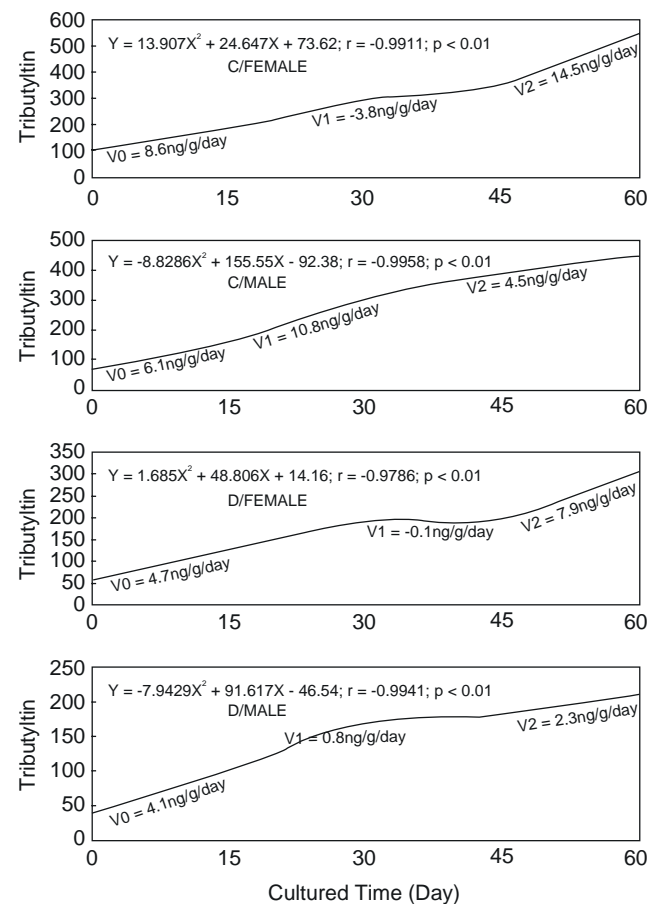 600
500
400
300
200
100
0
Tributyltin
Y = 13.907X² + 24.647X + 73.62; r = -0.9911; p < 0.01
C/FEMALE
V0 = 8.6ng/g/day
V1 = -3.8ng/g/day
V2 = 14.5ng/g/day
0 15 30 45 60
500
400
300
200
100
0
Tributyltin
Y = -8.8286X² + 155.55X - 92.38; r = -0.9958; p < 0.01
C/MALE
V0 = 6.1ng/g/day
V1 = 10.8ng/g/day
V2 = 4.5ng/g/day
0 15 30 45 60
350
300
250
200
150
100
50
0
Tributyltin
Y = 1.685X² + 48.806X + 14.16; r = -0.9786; p < 0.01
D/FEMALE
V0 = 4.7ng/g/day
V1 = -0.1ng/g/day
V2 = 7.9ng/g/day
0 15 30 45 60
250
200
150
100
50
0
Tributyltin
Y = -7.9429X² + 91.617X - 46.54; r = -0.9941; p < 0.01
D/MALE
V0 = 4.1ng/g/day
V1 = 0.8ng/g/day
V2 = 2.3ng/g/day
0 15 30 45 60
Cultured Time (Day)